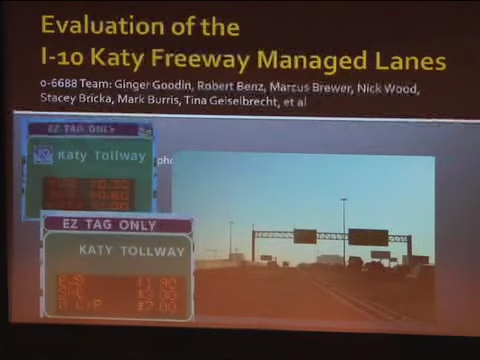 Evaluation of the
I-10 Katy Freeway Managed Lanes
0-6688 Team: Ginger Goodin, Robert Benz, Marcus Brewer, Nick Wood,
Stacey Bricka, Mark Burris, Tina Geiselbrecht, et al
EZ TAG ONLY
Katy Tollway
pho
EZ TAG ONLY
KATY TOLLWAY